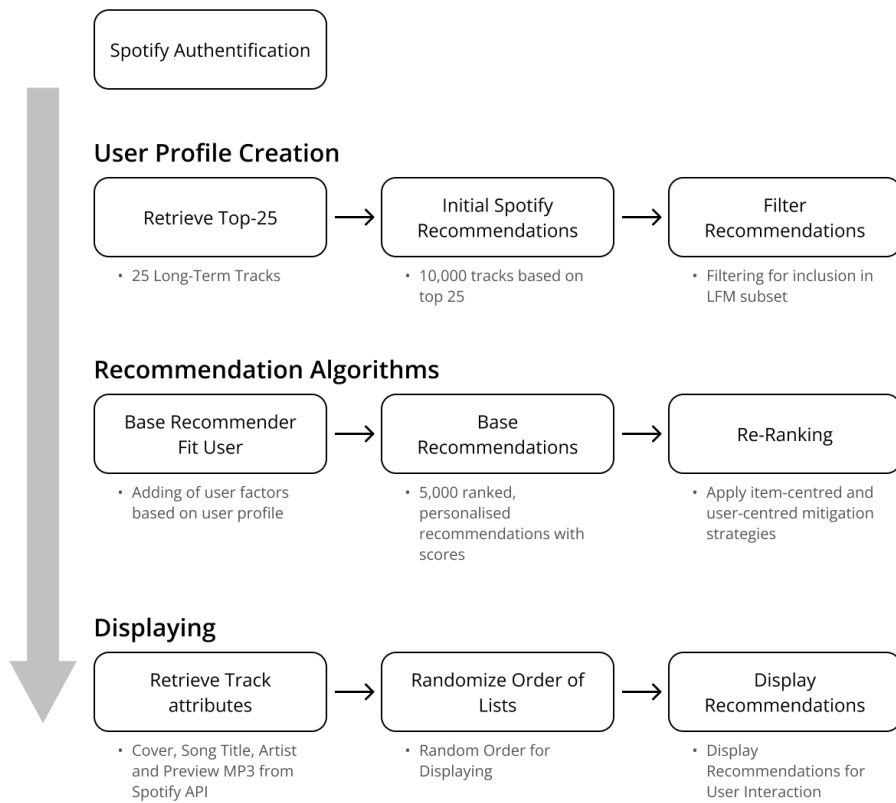 Spotify Authentification
User Profile Creation
Retrieve Top-25
• 25 Long-Term Tracks
Initial Spotify
Recommendations
• 10,000 tracks based on
top 25
Filter
Recommendations
• Filtering for inclusion in
LFM subset
Recommendation Algorithms
Base Recommender
Fit User
• Adding of user factors
based on user profile
Base
Recommendations
• 5,000 ranked,
personalised
recommendations with
scores
Re-Ranking
• Apply item-centred and
user-centred mitigation
strategies
Displaying
Retrieve Track
attributes
• Cover, Song Title, Artist
and Preview MP3 from
Spotify API
Randomize Order of
Lists
• Random Order for
Displaying
Display
Recommendations
• Display
Recommendations for
User Interaction